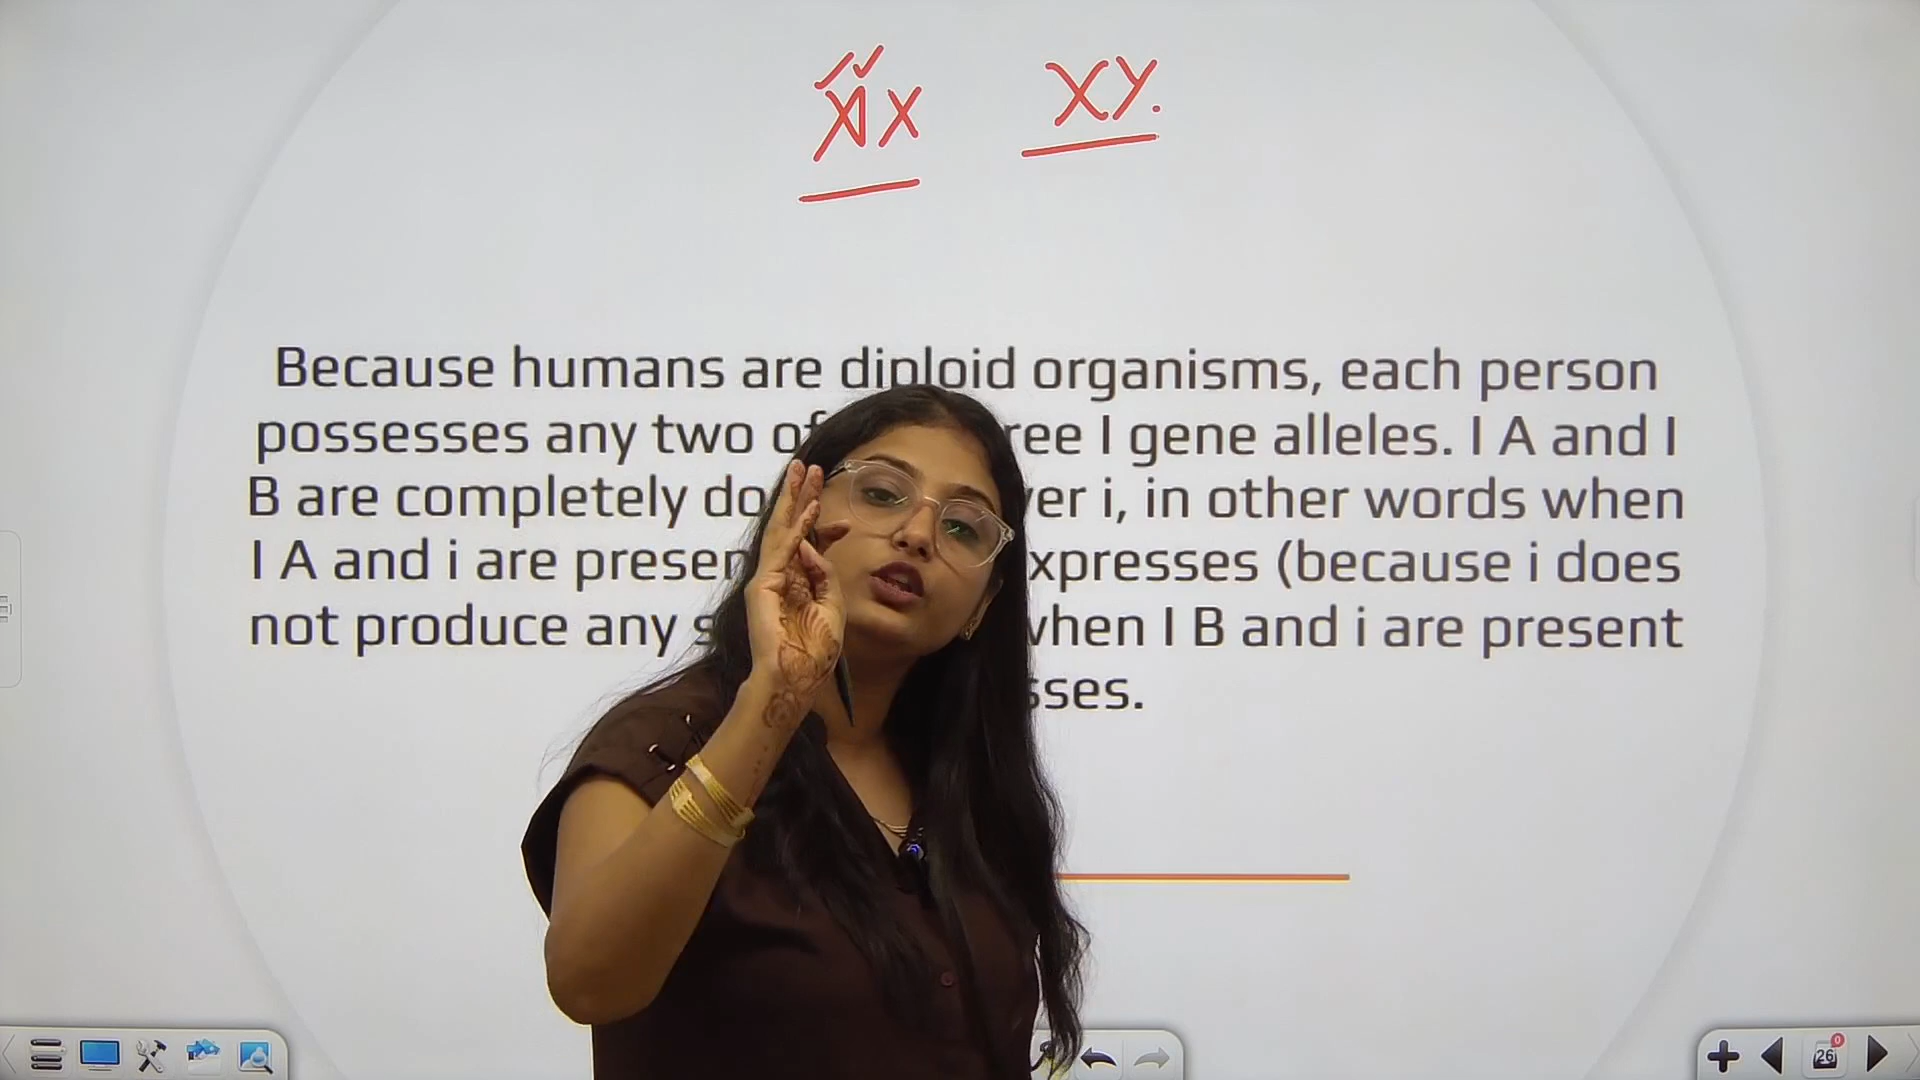 XX XY.
Because humans are diploid organisms, each person
possesses any two of ree I gene alleles. I A and I
B are completely do ver i, in other words when
I A and i are presen xpresses (because i does
not produce any s when I B and i are present
sses.
26
0